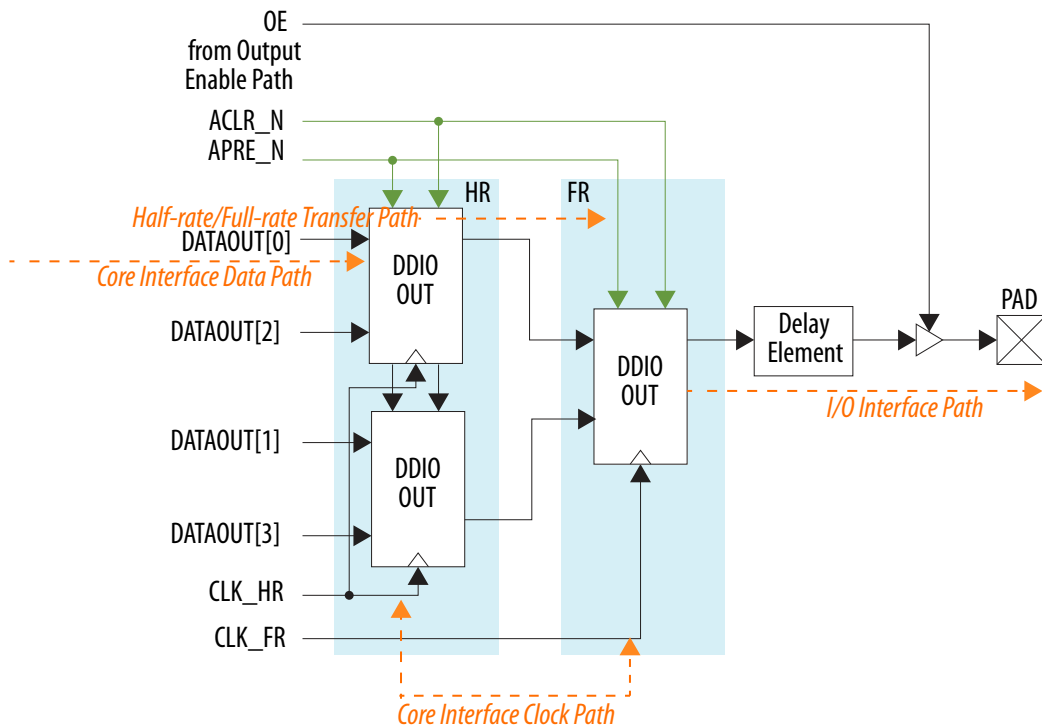 OE
from Output
Enable Path
ACLR_N
APRE_N
HR
FR
Half-rate/Full-rate Transfer Path
DATAOUT[0]
Core Interface Data Path
DDIO
OUT
DATAOUT[2]
PAD
Delay
Element
DDIO
OUT
I/O Interface Path
DATAOUT[1]
DDIO
OUT
DATAOUT[3]
CLK_HR
CLK_FR
Core Interface Clock Path